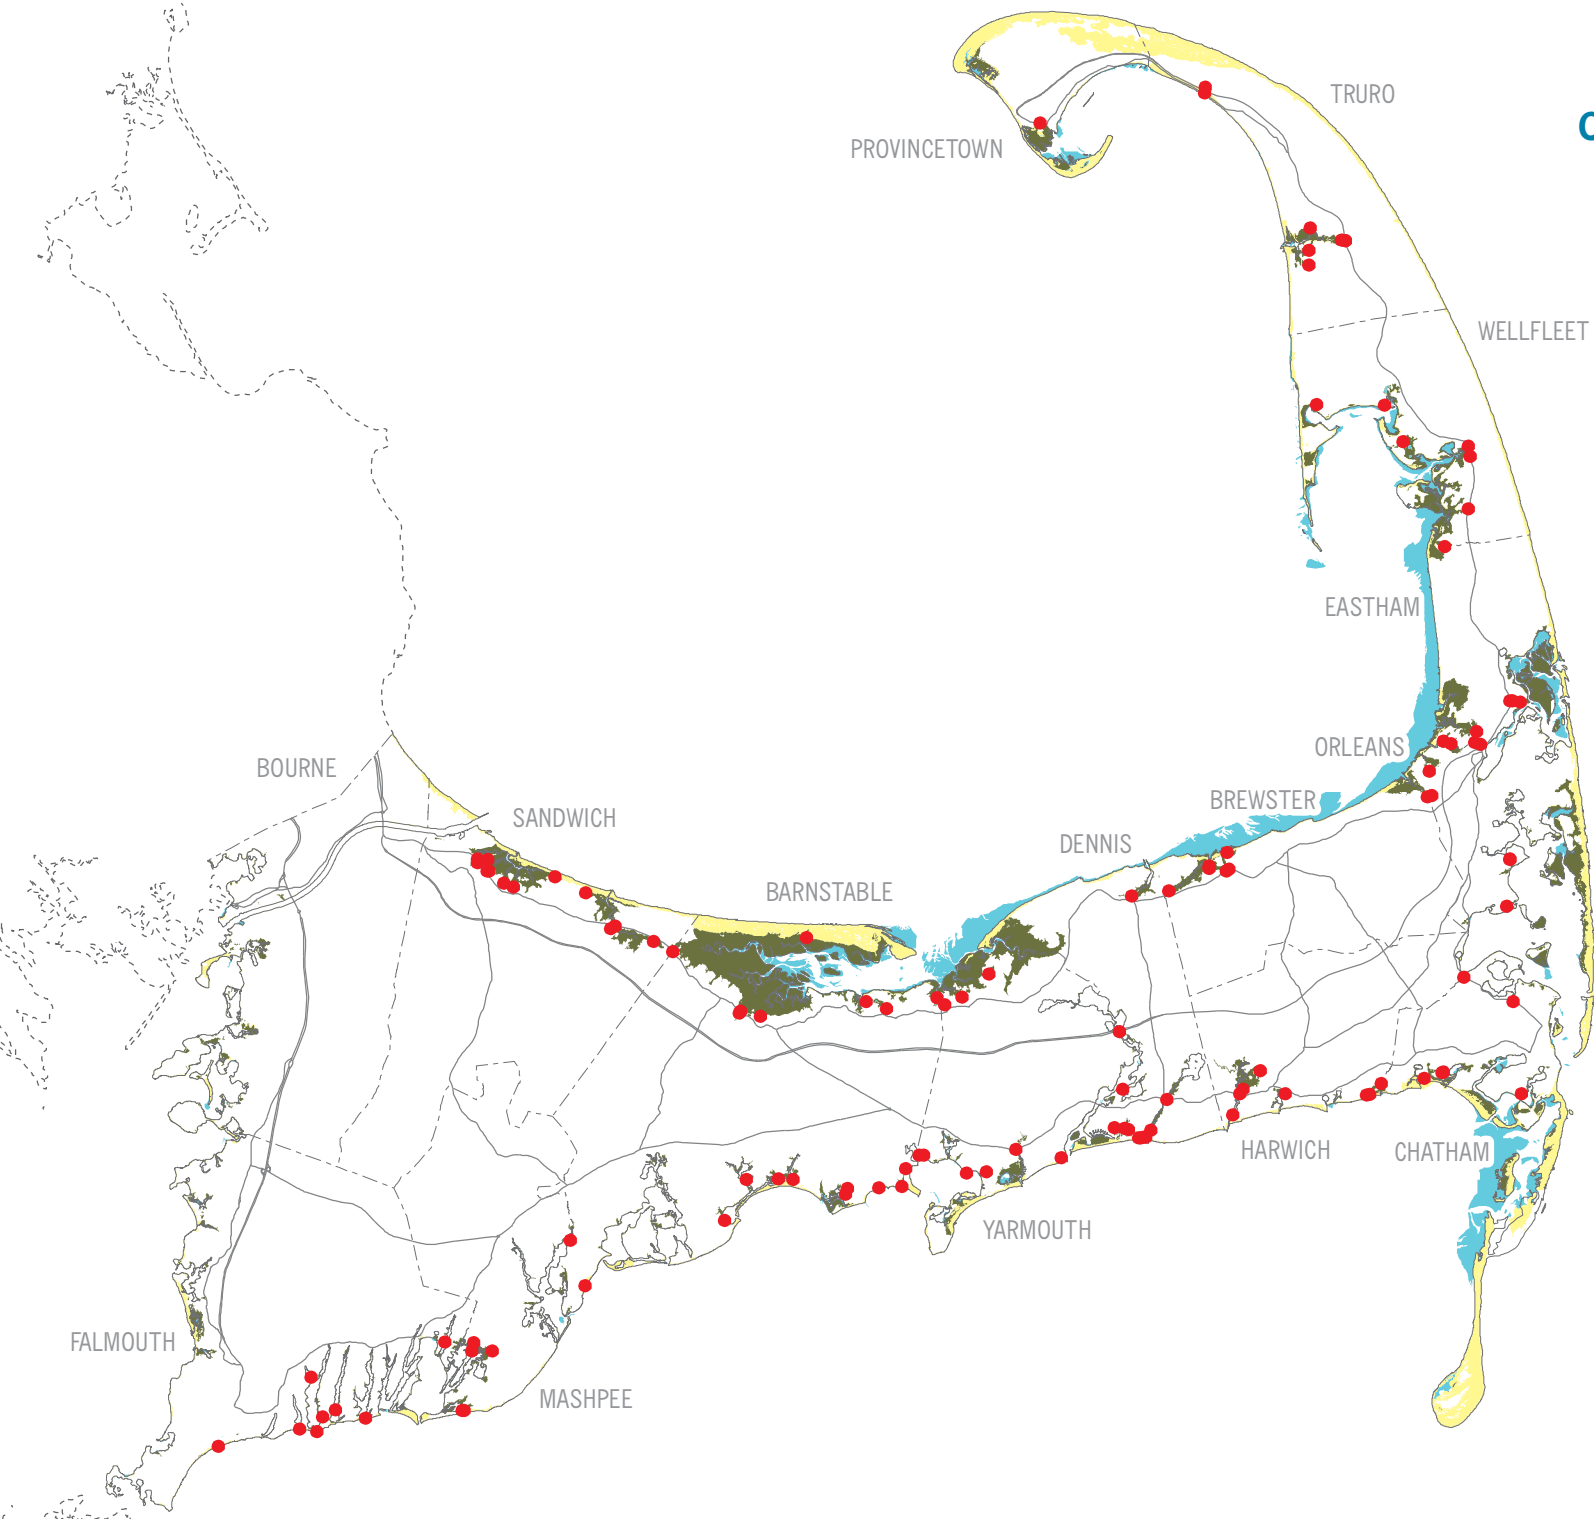 TRURO
PROVINCETOWN
WELLFLEET
EASTHAM
ORLEANS
BOURNE
BREWSTER
SANDWICH
DENNIS
BARNSTABLE
HARWICH
CHATHAM
YARMOUTH
FALMOUTH
MASHPEE